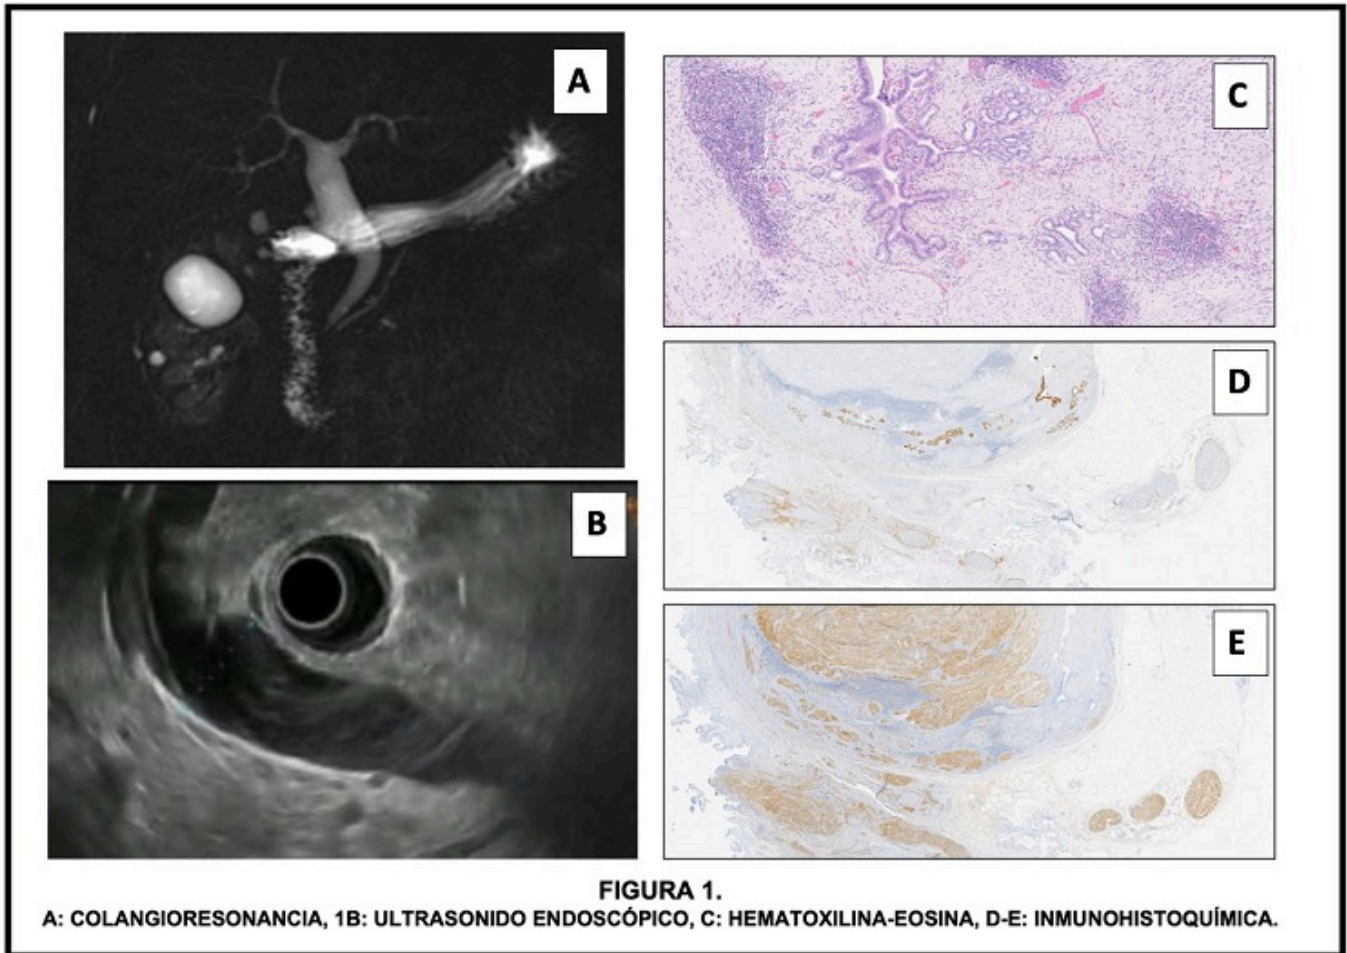 A
C
D
B
E
FIGURA 1.
A: COLANGIORESONANCIA, 1B: ULTRASONIDO ENDOSCÓPICO, C: HEMATOXILINA-EOSINA, D-E: INMUNOHISTOQUÍMICA.